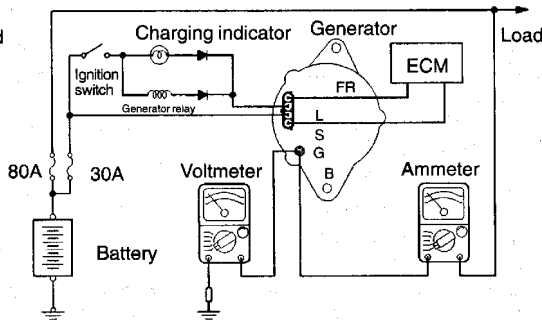 d
Charging indicator
Generator
Load
Ignition
switch
Generator relay
ECM
FR
L
S
G
B
80A
30A
Voltmeter
Ammeter
Battery